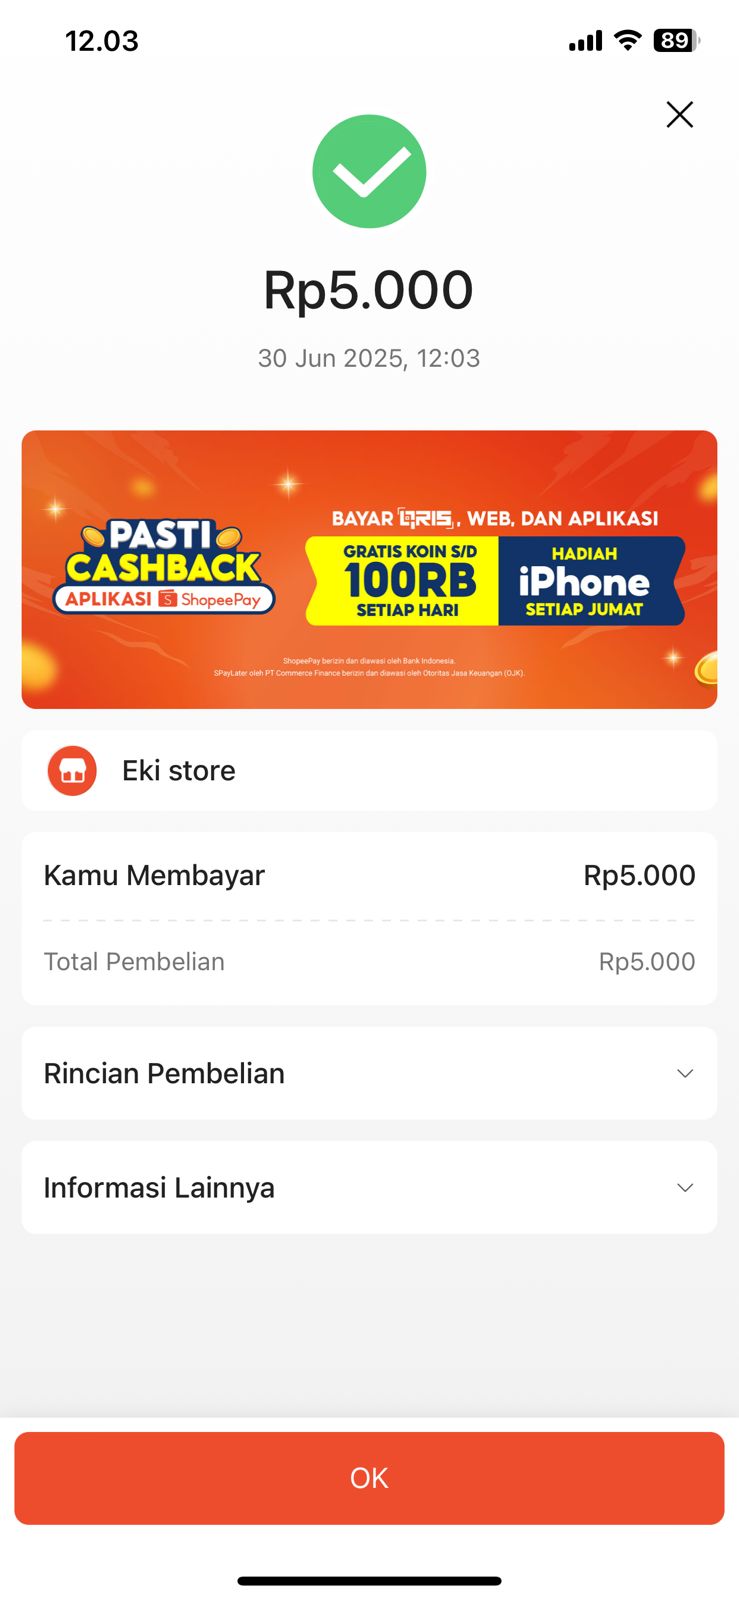 12.03
89
Rp5.000
30 Jun 2025, 12:03
PASTI
CASHBACK
APLIKASI S ShopeePay
BAYAR QRIS, WEB, DAN APLIKASI
GRATIS KOIN S/D
100RB
SETIAP HARI
HADIAH
iPhone
SETIAP JUMAT
ShopeePay berizin dan diawasi oleh Bank Indonesia.
SPayLater oleh PT Commerce Finance berizin dan diawasi oleh Otoritas Jasa Keuangan (OJK).
Eki store
Kamu Membayar Rp5.000
Total Pembelian Rp5.000
Rincian Pembelian
Informasi Lainnya
OK